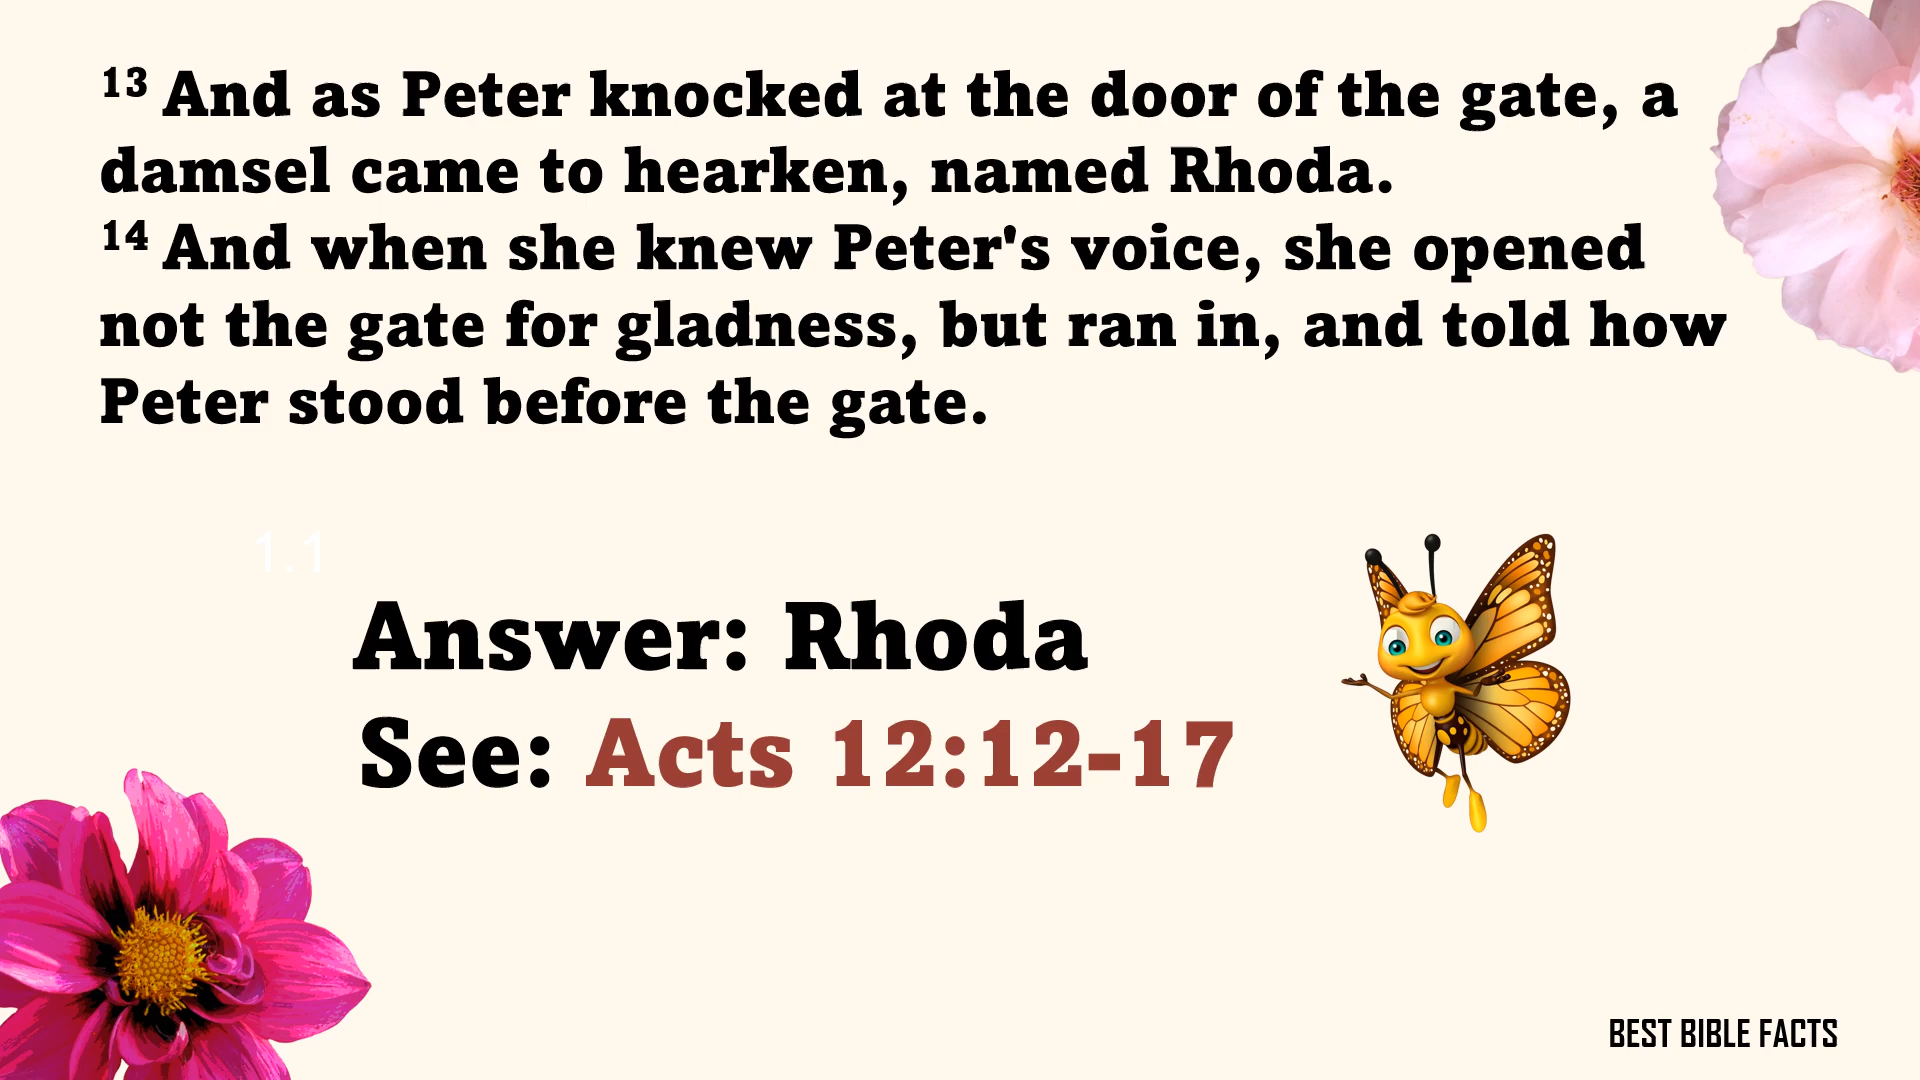 13 And as Peter knocked at the door of the gate, a
damsel came to hearken, named Rhoda.
14 And when she knew Peter's voice, she opened
not the gate for gladness, but ran in, and told how
Peter stood before the gate.
1.1
Answer: Rhoda
See: Acts 12:12-17
BEST BIBLE FACTS